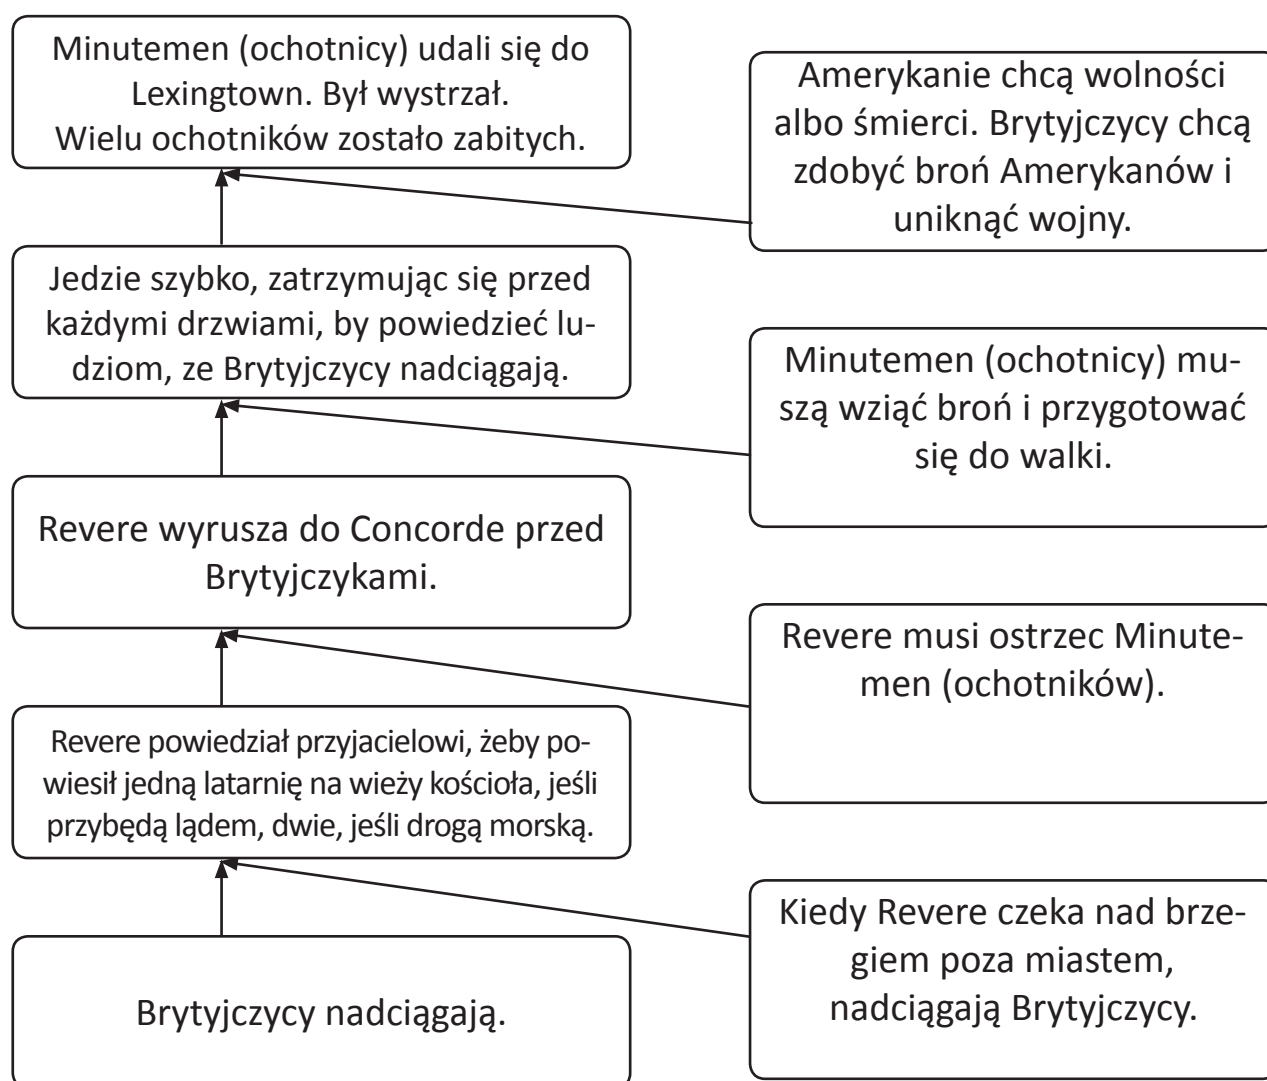 Minutemen (ochotnicy) udali się do
Lexingtown. Był wystrzał.
Wielu ochotników zostało zabitych.
Amerykanie chcą wolności
albo śmierci. Brytyjczycy chcą
zdobyć broń Amerykanów i
uniknąć wojny.
Jedzie szybko, zatrzymując się przed
każdymi drzwiami, by powiedzieć lu-
dziom, ze Brytyjczycy nadciągają.
Minutemen (ochotnicy) mu-
szą wziąć broń i przygotować
się do walki.
Revere wyrusza do Concorde przed
Brytyjczykami.
Revere musi ostrzec Minute-
men (ochotników).
Revere powiedział przyjacielowi, żeby po-
wiesił jedną latarnię na wieży kościoła, jeśli
przybędą lądem, dwie, jeśli drogą morską.
Kiedy Revere czeka nad brze-
giem poza miastem,
nadciągają Brytyjczycy.
Brytyjczycy nadciągają.